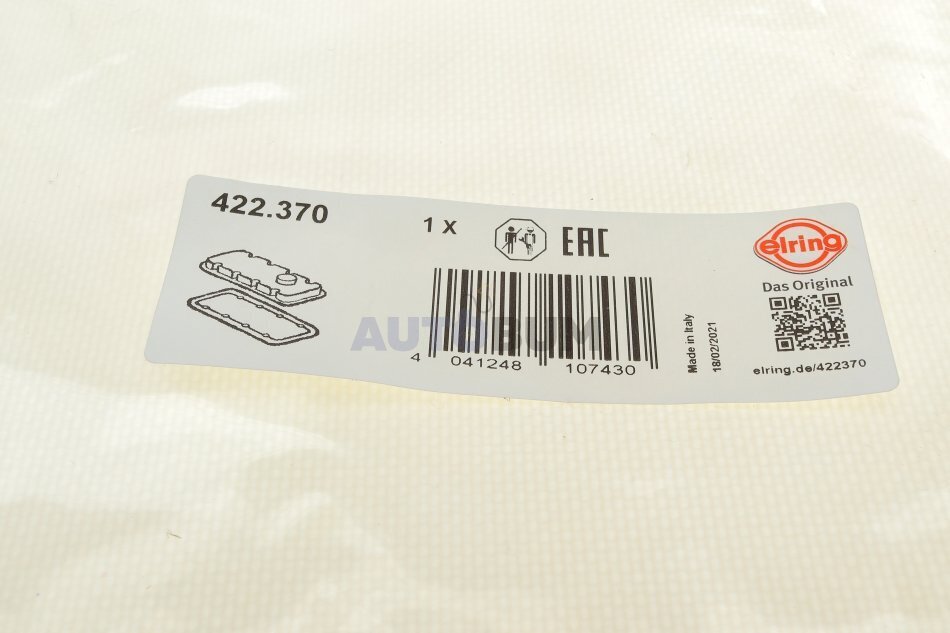 422.370
1 X
EAC
elring
Das Original
AUTOBUM
4 041248 107430
Made in Italy
18/02/2021
elring.de/422370